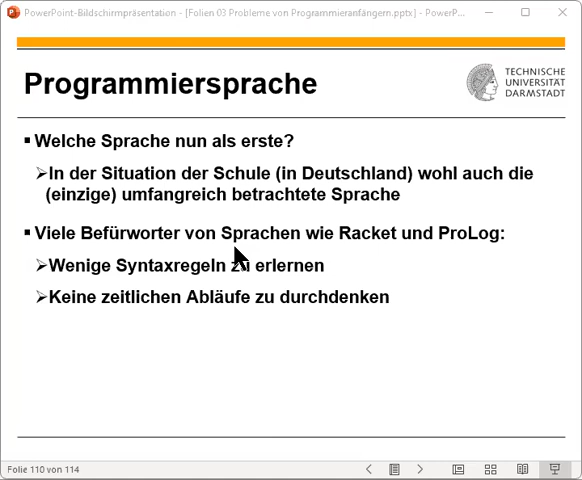 PowerPoint-Bildschirmpräsentation - [Folien 03 Probleme von Programmieranfängern.pptx] - PowerP...
Programmiersprache
TECHNISCHE
UNIVERSITÄT
DARMSTADT
▪ Welche Sprache nun als erste?
➢In der Situation der Schule (in Deutschland) wohl auch die
(einzige) umfangreich betrachtete Sprache
▪ Viele Befürworter von Sprachen wie Racket und ProLog:
➢Wenige Syntaxregeln zu erlernen
➢Keine zeitlichen Abläufe zu durchdenken
Folie 110 von 114